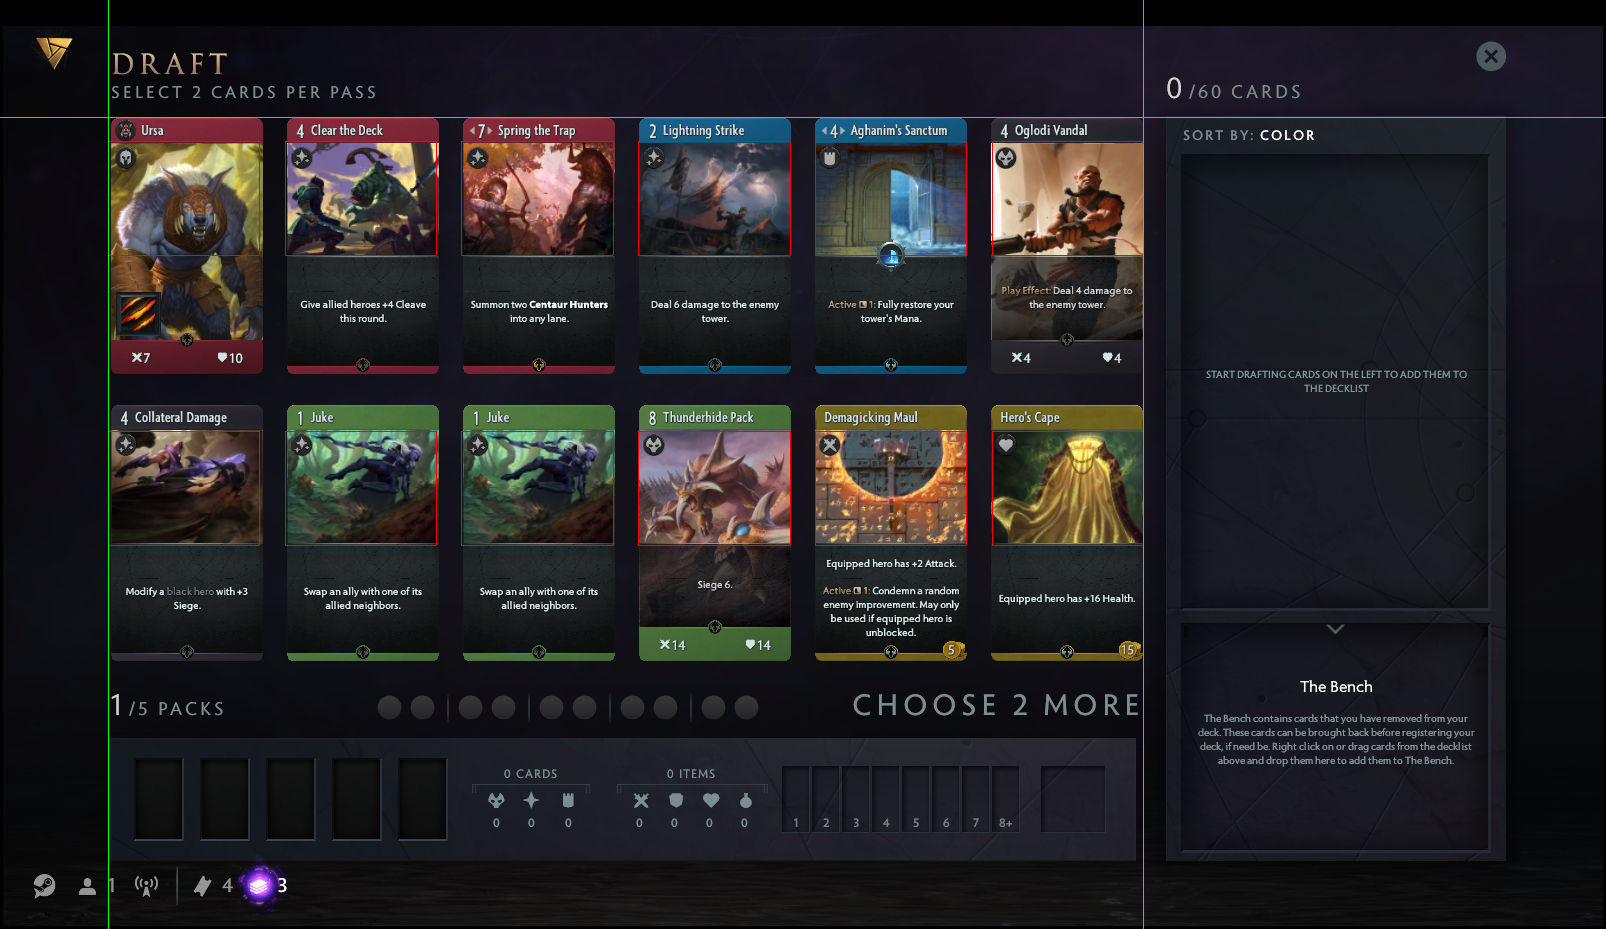 DRAFT
SELECT 2 CARDS PER PASS
0 /60 CARDS
SORT BY: COLOR
Ursa
4 Clear the Deck
7 Spring the Trap
2 Lightning Strike
4 Aghanim's Sanctum
4 Oglodi Vandal
Give allied heroes +4 Cleave
this round.
Summon two Centaur Hunters
into any lane.
Deal 6 damage to the enemy
tower.
Active 1: Fully restore your
tower's Mana.
Play Effect: Deal 4 damage to
the enemy tower.
7 10
4 4
START DRAFTING CARDS ON THE LEFT TO ADD THEM TO
THE DECKLIST
4 Collateral Damage
1 Juke
1 Juke
8 Thunderhide Pack
Demagicking Maul
Hero's Cape
Modify a black hero with +3
Siege.
Swap an ally with one of its
allied neighbors.
Swap an ally with one of its
allied neighbors.
Siege 6.
14 14
Equipped hero has +2 Attack.
Active 1: Condemn a random
enemy improvement. May only
be used if equipped hero is
unblocked.
5
Equipped hero has +16 Health.
15
1 /5 PACKS
CHOOSE 2 MORE
0 CARDS
0 0 0
0 ITEMS
0 0 0 0
1 2 3 4 5 6 7 8+
The Bench
The Bench contains cards that you have removed from your
deck. These cards can be brought back before registering your
deck, if need be. Right click on or drag cards from the decklist
above and drop them here to add them to The Bench.
1 4 3